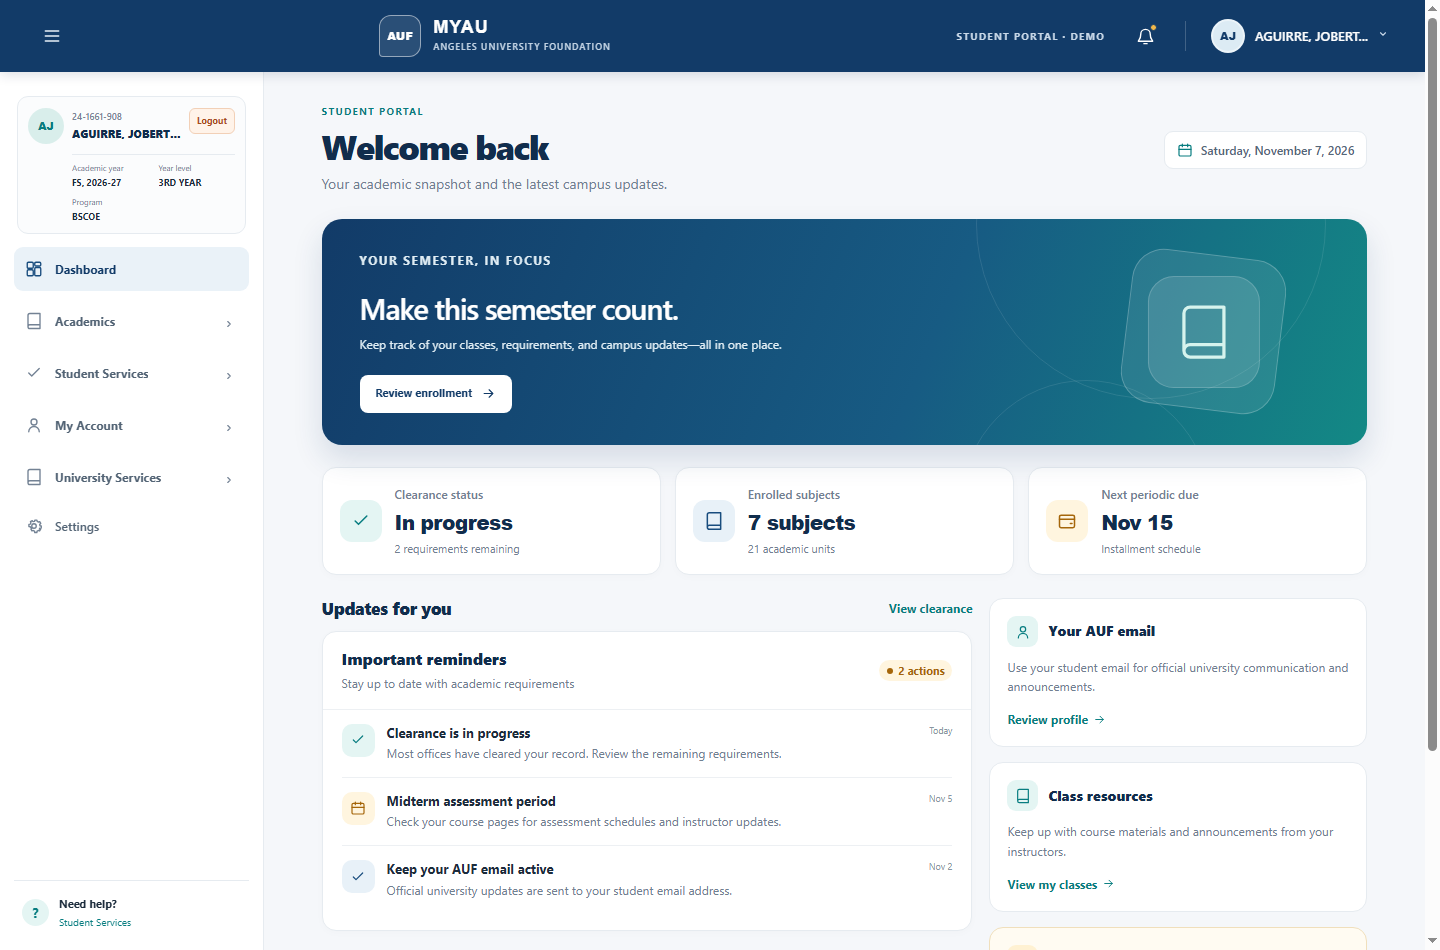 AUF
MYAU
ANGELES UNIVERSITY FOUNDATION
STUDENT PORTAL · DEMO
AJ
AGUIRRE, JOBERT...
AJ
24-1661-908
AGUIRRE, JOBERT...
Logout
Academic year
FS, 2026-27
Year level
3RD YEAR
Program
BSCOE
Dashboard
Academics
Student Services
My Account
University Services
Settings
?
Need help?
Student Services
STUDENT PORTAL
Welcome back
Your academic snapshot and the latest campus updates.
Saturday, November 7, 2026
YOUR SEMESTER, IN FOCUS
Make this semester count.
Keep track of your classes, requirements, and campus updates—all in one place.
Review enrollment →
Clearance status
In progress
2 requirements remaining
Enrolled subjects
7 subjects
21 academic units
Next periodic due
Nov 15
Installment schedule
Updates for you
View clearance
Important reminders
Stay up to date with academic requirements
2 actions
Clearance is in progress
Today
Most offices have cleared your record. Review the remaining requirements.
Midterm assessment period
Nov 5
Check your course pages for assessment schedules and instructor updates.
Keep your AUF email active
Nov 2
Official university updates are sent to your student email address.
Your AUF email
Use your student email for official university communication and
announcements.
Review profile →
Class resources
Keep up with course materials and announcements from your
instructors.
View my classes →